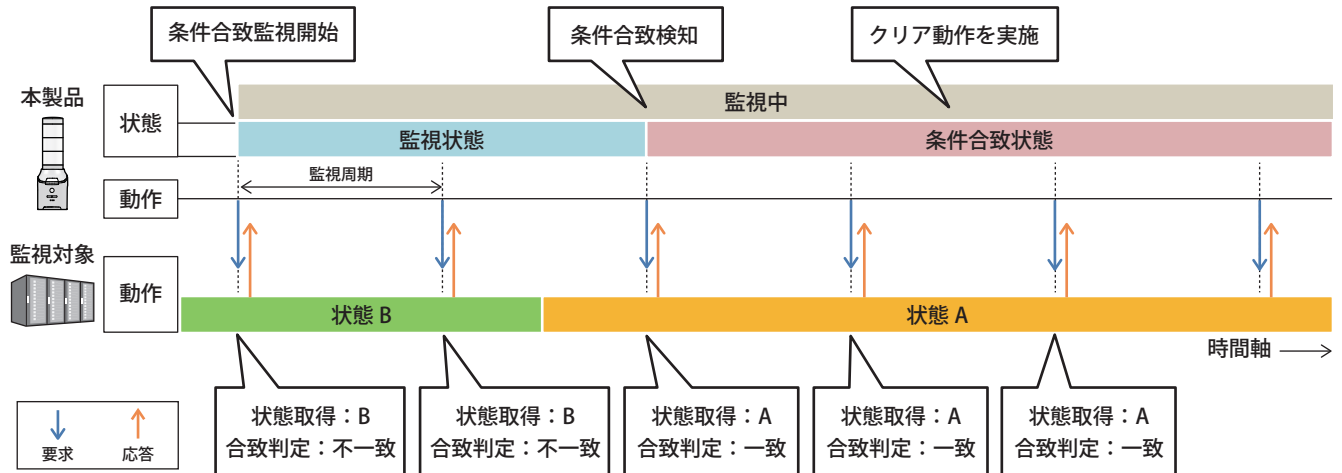 条件合致監視開始
条件合致検知
クリア動作を実施
本製品
状態
監視中
監視状態
条件合致状態
監視周期
動作
監視対象
動作
状態 B
状態 A
時間軸
状態取得：B
合致判定：不一致
状態取得：B
合致判定：不一致
状態取得：A
合致判定：一致
状態取得：A
合致判定：一致
状態取得：A
合致判定：一致
要求
応答